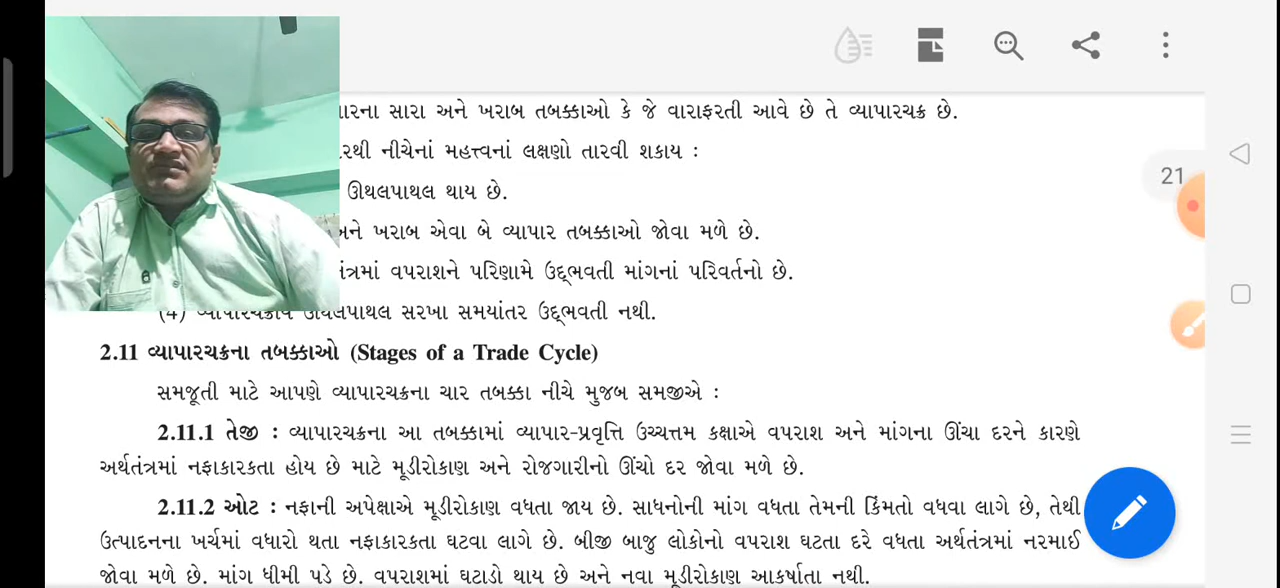 21
સારા અને ખરાબ તબક્કાઓ કે જે વારાફરતી આવે છે તે વ્યાપારચક્ર છે.
નીચેનાં મહત્ત્વનાં લક્ષણો તારવી શકાય :
ઊથલપાથલ થાય છે.
અને ખરાબ એવા બે વ્યાપાર તબક્કાઓ જોવા મળે છે.
વપરાશને પરિણામે ઉદ્ભવતી માંગનાં પરિવર્તનો છે.
(4) ઊથલપાથલ સરખા સમયાંતર ઉદ્ભવતી નથી.
2.11 વ્યાપારચક્રના તબક્કાઓ (Stages of a Trade Cycle)
સમજૂતી માટે આપણે વ્યાપારચક્રના ચાર તબક્કા નીચે મુજબ સમજીએ :
2.11.1 તેજી : વ્યાપારચક્રના આ તબક્કામાં વ્યાપાર-પ્રવૃત્તિ ઉચ્ચત્તમ કક્ષાએ વપરાશ અને માંગના ઊંચા દરને કારણે
અર્થતંત્રમાં નફાકારકતા હોય છે માટે મૂડીરોકાણ અને રોજગારીનો ઊંચો દર જોવા મળે છે.
2.11.2 ઓટ : નફાની અપેક્ષાએ મૂડીરોકાણ વધતા જાય છે. સાધનોની માંગ વધતા તેમની કિંમતો વધવા લાગે છે, તેથી
ઉત્પાદનના ખર્ચમાં વધારો થતા નફાકારકતા ઘટવા લાગે છે. બીજી બાજુ લોકોનો વપરાશ ઘટતા દરે વધતા અર્થતંત્રમાં નરમાઈ
જોવા મળે છે. માંગ ધીમી પડે છે. વપરાશમાં ઘટાડો થાય છે અને નવા મૂડીરોકાણ આકર્ષાતા નથી.